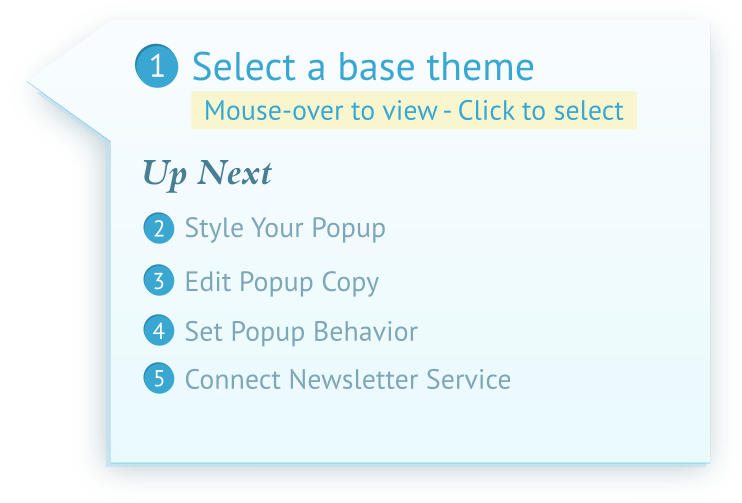 1 Select a base theme
Mouse-over to view - Click to select
Up Next
2 Style Your Popup
3 Edit Popup Copy
4 Set Popup Behavior
5 Connect Newsletter Service